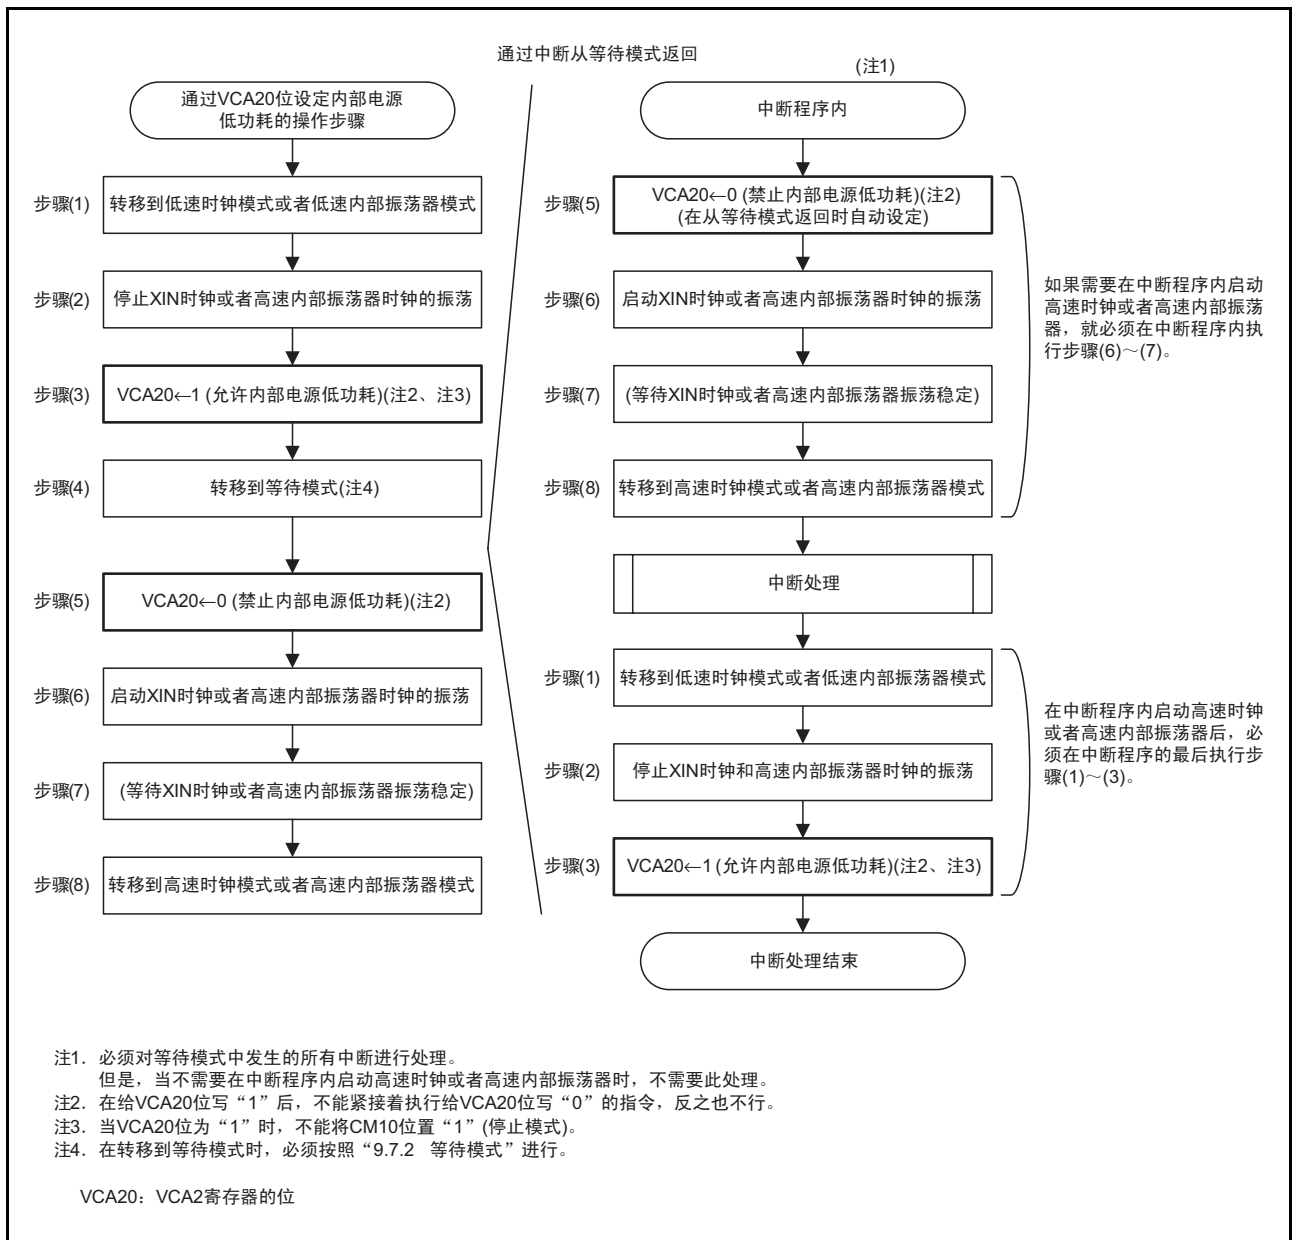 通过中断从等待模式返回
通过VCA20位设定内部电源
低功耗的操作步骤
步骤(1)
转移到低速时钟模式或者低速内部振荡器模式
步骤(2)
停止XIN时钟或者高速内部振荡器时钟的振荡
步骤(3)
VCA20←1 (允许内部电源低功耗)(注2、注3)
步骤(4)
转移到等待模式(注4)
步骤(5)
VCA20←0 (禁止内部电源低功耗)(注2)
步骤(6)
启动XIN时钟或者高速内部振荡器时钟的振荡
步骤(7)
(等待XIN时钟或者高速内部振荡器振荡稳定)
步骤(8)
转移到高速时钟模式或者高速内部振荡器模式
(注1)
中断程序内
步骤(5)
VCA20←0 (禁止内部电源低功耗)(注2)
(在从等待模式返回时自动设定)
步骤(6)
启动XIN时钟或者高速内部振荡器时钟的振荡
步骤(7)
(等待XIN时钟或者高速内部振荡器振荡稳定)
步骤(8)
转移到高速时钟模式或者高速内部振荡器模式
如果需要在中断程序内启动
高速时钟或者高速内部振荡
器，就必须在中断程序内执
行步骤(6)～(7)。
中断处理
步骤(1)
转移到低速时钟模式或者低速内部振荡器模式
步骤(2)
停止XIN时钟和高速内部振荡器时钟的振荡
步骤(3)
VCA20←1 (允许内部电源低功耗)(注2、注3)
在中断程序内启动高速时钟
或者高速内部振荡器后，必
须在中断程序的最后执行步
骤(1)～(3)。
中断处理结束
注1. 必须对等待模式中发生的所有中断进行处理。
但是，当不需要在中断程序内启动高速时钟或者高速内部振荡器时，不需要此处理。
注2. 在给VCA20位写“1”后，不能紧接着执行给VCA20位写“0”的指令，反之也不行。
注3. 当VCA20位为“1”时，不能将CM10位置“1”(停止模式)。
注4. 在转移到等待模式时，必须按照“9.7.2 等待模式”进行。
VCA20：VCA2寄存器的位